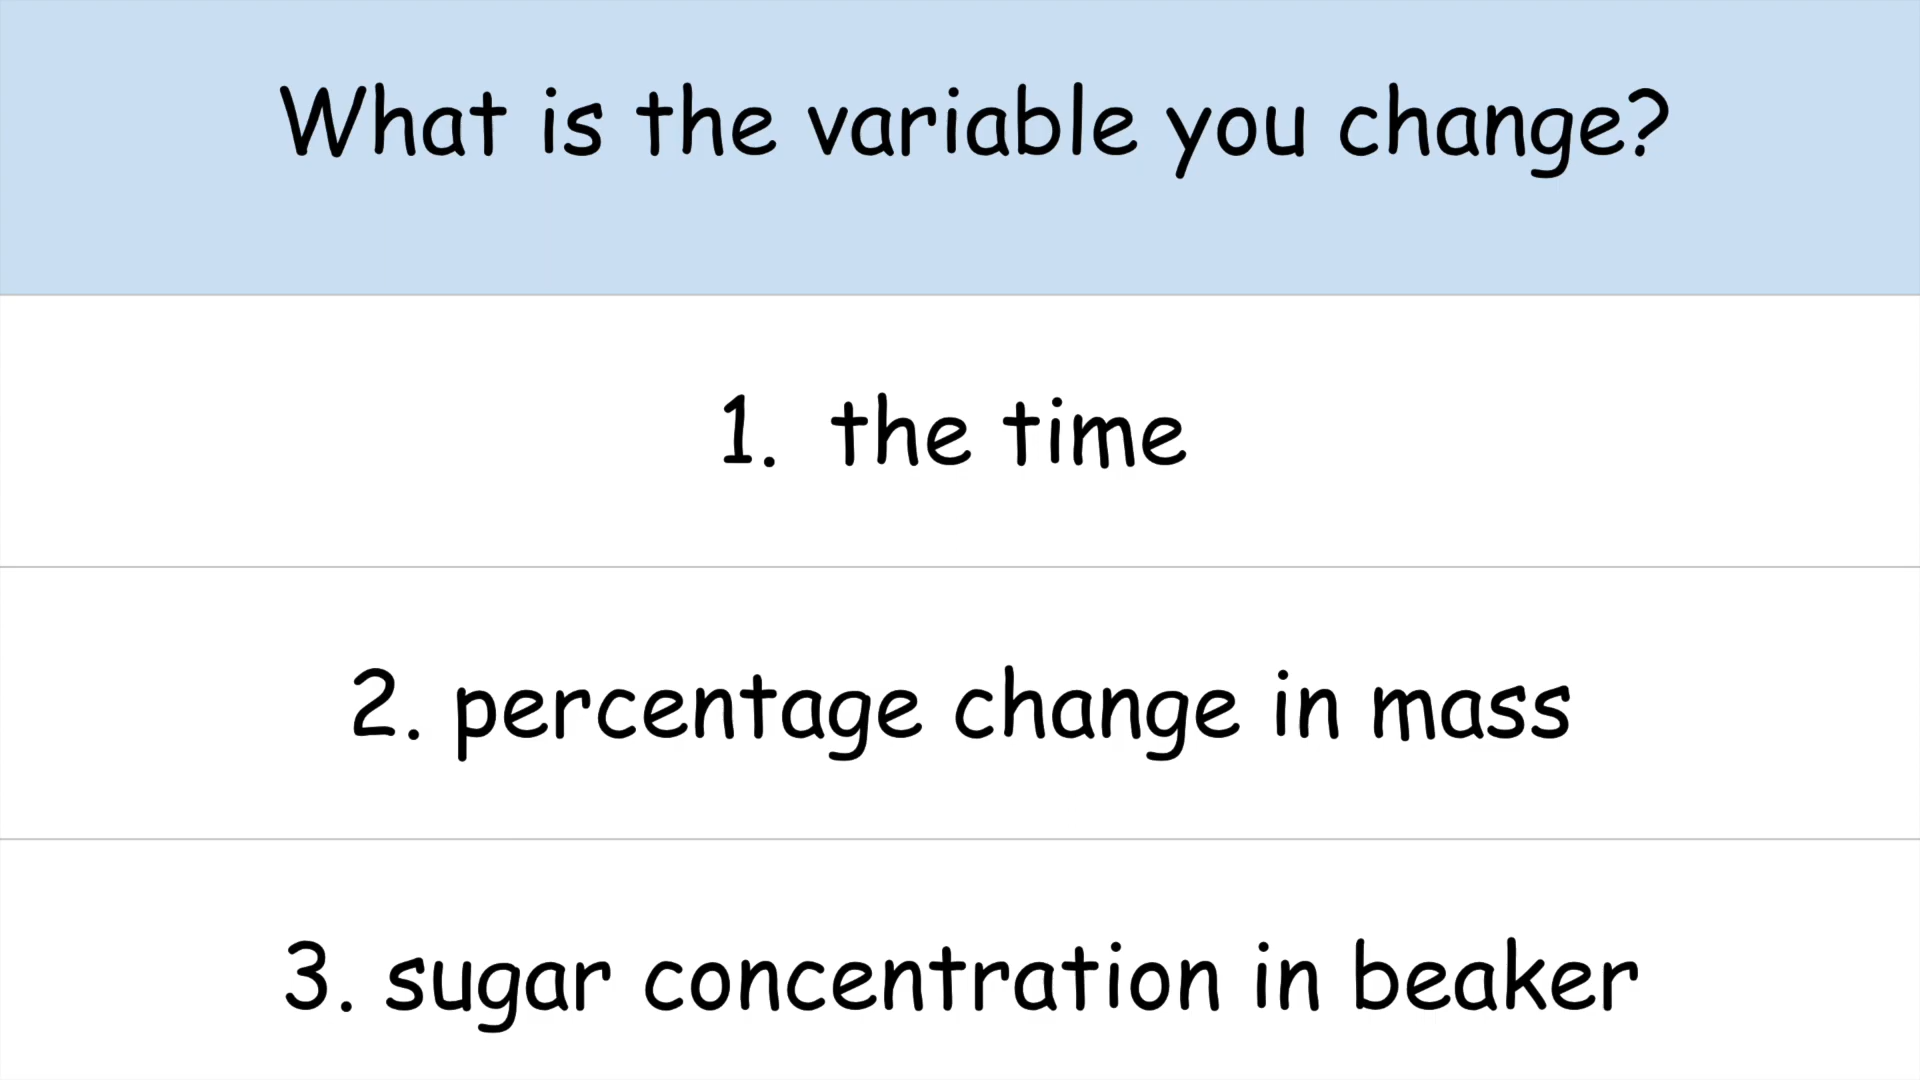 What is the variable you change?
1. the time
2. percentage change in mass
3. sugar concentration in beaker